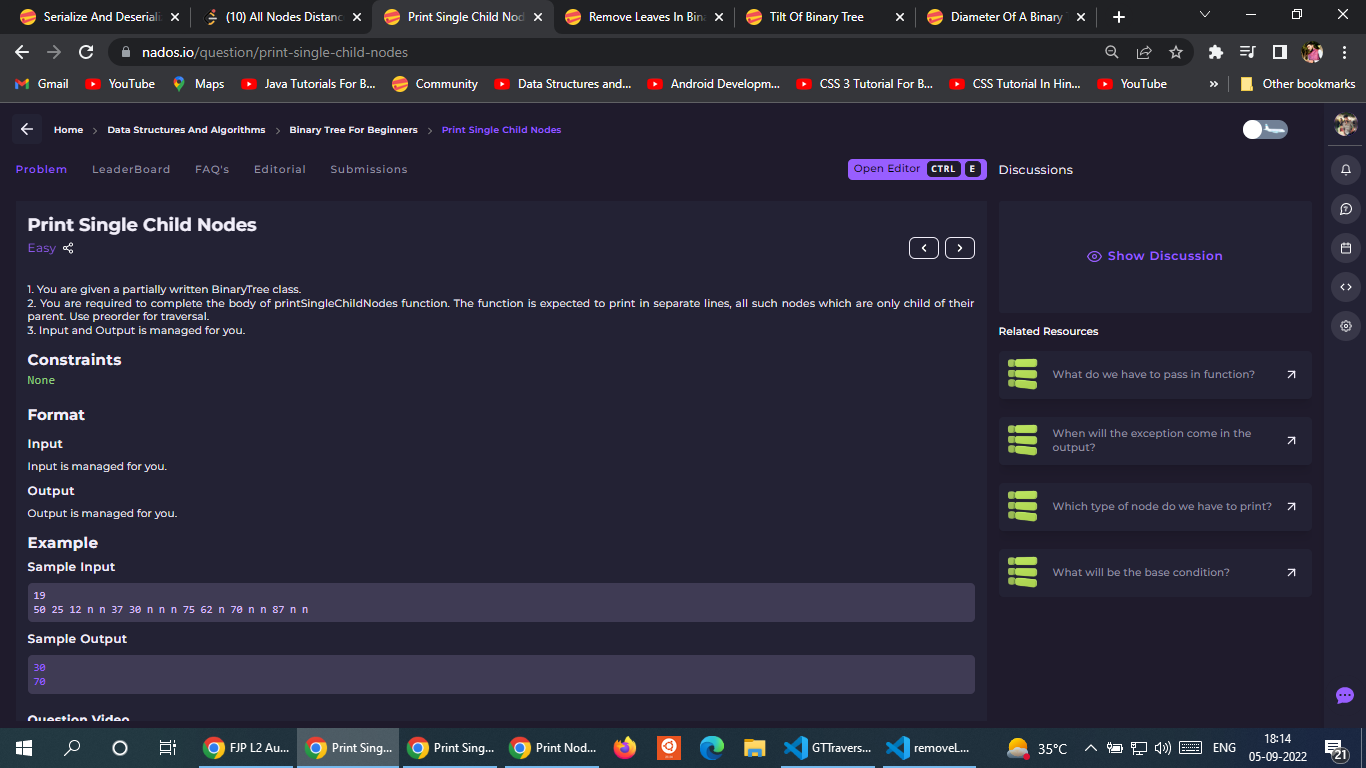 Serialize And Deseriali
(10) All Nodes Distanc
Print Single Child Nod
Remove Leaves In Bina
Tilt Of Binary Tree
Diameter Of A Binary T
nados.io/question/print-single-child-nodes
Gmail
YouTube
Maps
Java Tutorials For B...
Community
Data Structures and...
Android Developm...
CSS 3 Tutorial For B...
CSS Tutorial In Hin...
YouTube
»
Other bookmarks
Home > Data Structures And Algorithms > Binary Tree For Beginners > Print Single Child Nodes
Problem LeaderBoard FAQ's Editorial Submissions
Open Editor CTRL E
Discussions
Print Single Child Nodes
Easy
1. You are given a partially written BinaryTree class.
2. You are required to complete the body of printSingleChildNodes function. The function is expected to print in separate lines, all such nodes which are only child of their
parent. Use preorder for traversal.
3. Input and Output is managed for you.
Constraints
None
Format
Input
Input is managed for you.
Output
Output is managed for you.
Example
Sample Input
19
50 25 12 n n 37 30 n n n 75 62 n 70 n n 87 n n
Sample Output
30
70
Question Video
Show Discussion
Related Resources
What do we have to pass in function?
When will the exception come in the
output?
Which type of node do we have to print?
What will be the base condition?
FJP L2 Au...
Print Sing...
Print Sing...
Print Nod...
GTTravers...
removeL...
35°C
ENG
18:14
05-09-2022
21